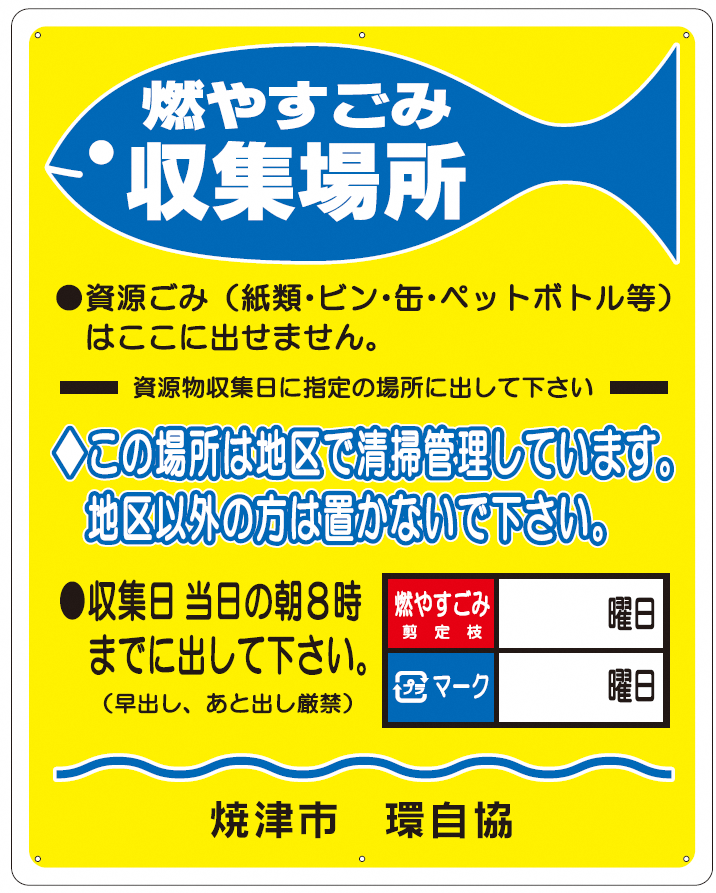 燃やすごみ
収集場所
●資源ごみ（紙類・ビン・缶・ペットボトル等）
はここに出せません。
資源物収集日に指定の場所に出して下さい
◇この場所は地区で清掃管理しています。
地区以外の方は置かないで下さい。
●収集日 当日の朝8時
までに出して下さい。
（早出し、あと出し厳禁）
燃やすごみ
剪定枝
曜日
プラ マーク
曜日
焼津市　環自協